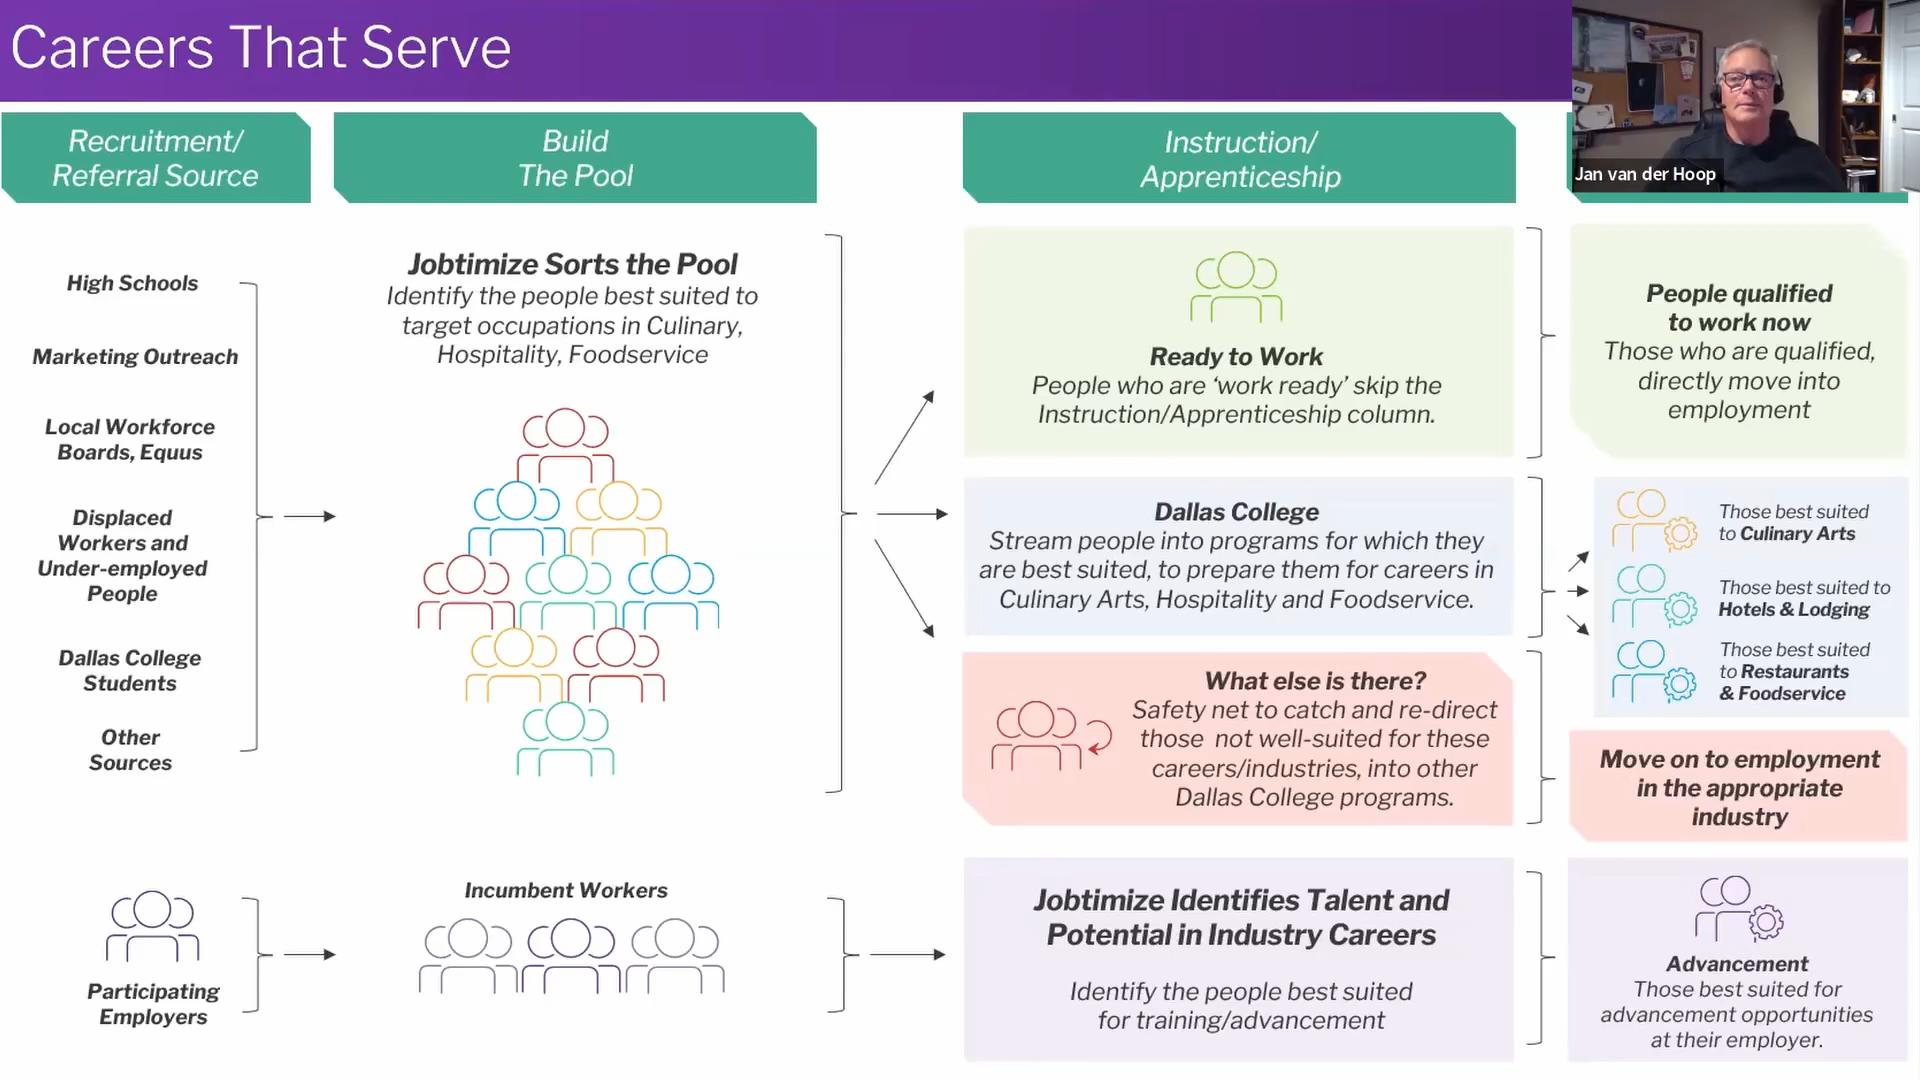 Careers That Serve
Jan van der Hoop
Recruitment/
Referral Source
Build
The Pool
Instruction/
Apprenticeship
High Schools
Marketing Outreach
Local Workforce
Boards, Equus
Displaced
Workers and
Under-employed
People
Dallas College
Students
Other
Sources
Jobtimize Sorts the Pool
Identify the people best suited to
target occupations in Culinary,
Hospitality, Foodservice
Ready to Work
People who are ‘work ready’ skip the
Instruction/Apprenticeship column.
People qualified
to work now
Those who are qualified,
directly move into
employment
Dallas College
Stream people into programs for which they
are best suited, to prepare them for careers in
Culinary Arts, Hospitality and Foodservice.
Those best suited
to Culinary Arts
Those best suited to
Hotels & Lodging
Those best suited
to Restaurants
& Foodservice
What else is there?
Safety net to catch and re-direct
those not well-suited for these
careers/industries, into other
Dallas College programs.
Move on to employment
in the appropriate
industry
Participating
Employers
Incumbent Workers
Jobtimize Identifies Talent and
Potential in Industry Careers
Identify the people best suited
for training/advancement
Advancement
Those best suited for
advancement opportunities
at their employer.